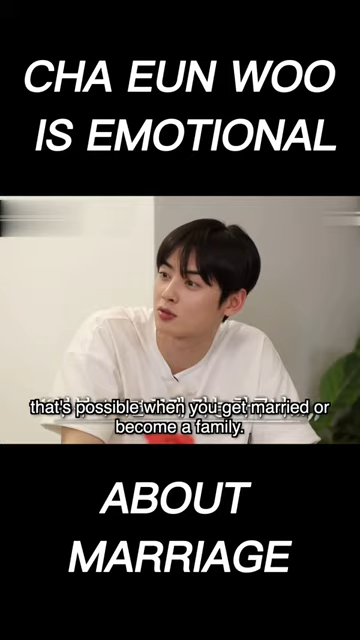 CHA EUN WOO
IS EMOTIONAL
that's possible when you get married or
become a family.
ABOUT
MARRIAGE